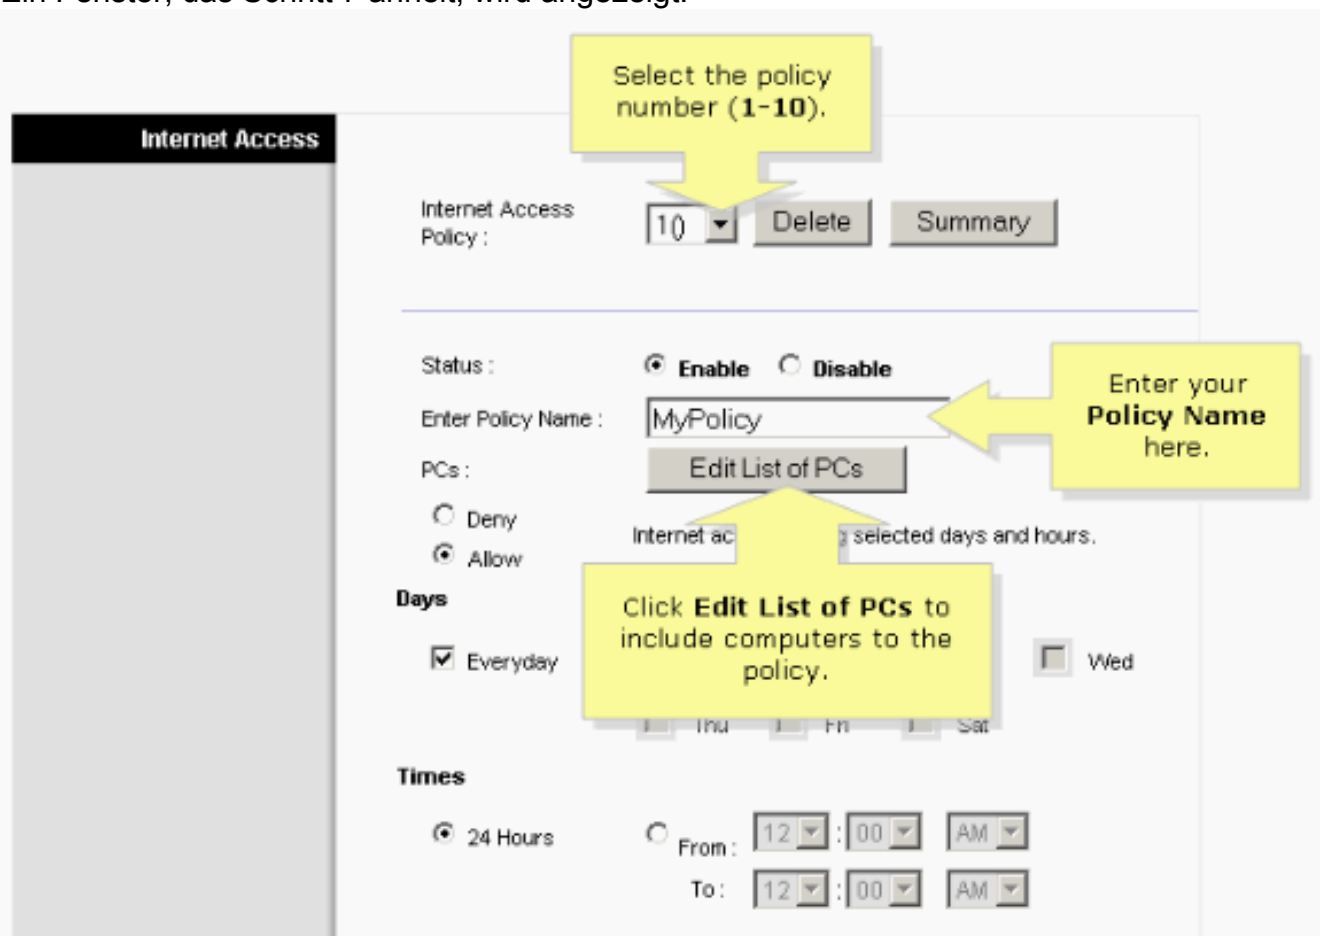 Select the policy
number (1-10).
Internet Access
Internet Access
Policy :
10
Delete
Summary
Status :
Enable
Disable
Enter Policy Name :
MyPolicy
Enter your
Policy Name
here.
PCs :
Edit List of PCs
Deny
Allow
Internet ac
selected days and hours.
Days
Click Edit List of PCs to
include computers to the
policy.
Everyday
Wed
Thu
Fri
Sat
Times
24 Hours
From :
12 : 00 AM
To :
12 : 00 AM